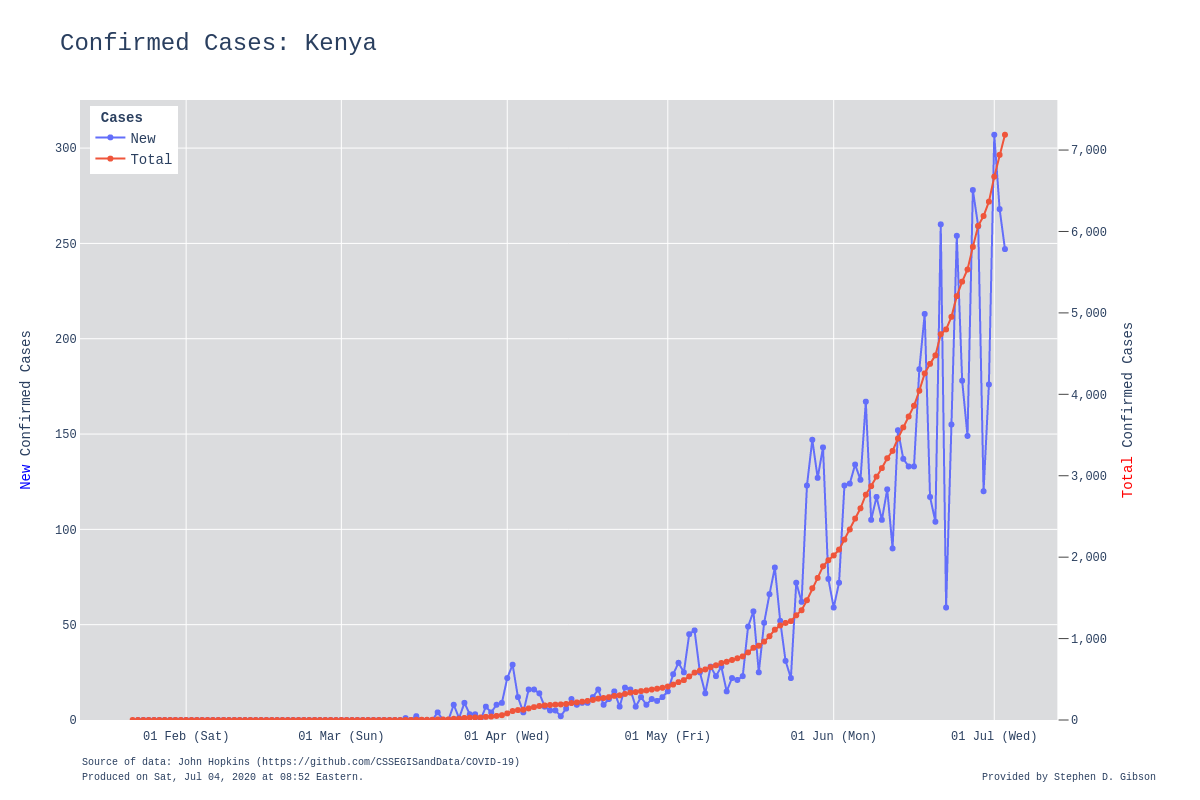 Confirmed Cases: Kenya
Cases
New
Total
300
250
200
150
100
50
0
7,000
6,000
5,000
4,000
3,000
2,000
1,000
0
New Confirmed Cases
Total Confirmed Cases
01 Feb (Sat) 01 Mar (Sun) 01 Apr (Wed) 01 May (Fri) 01 Jun (Mon) 01 Jul (Wed)
Source of data: John Hopkins (https://github.com/CSSEGISandData/COVID-19)
Produced on Sat, Jul 04, 2020 at 08:52 Eastern.
Provided by Stephen D. Gibson